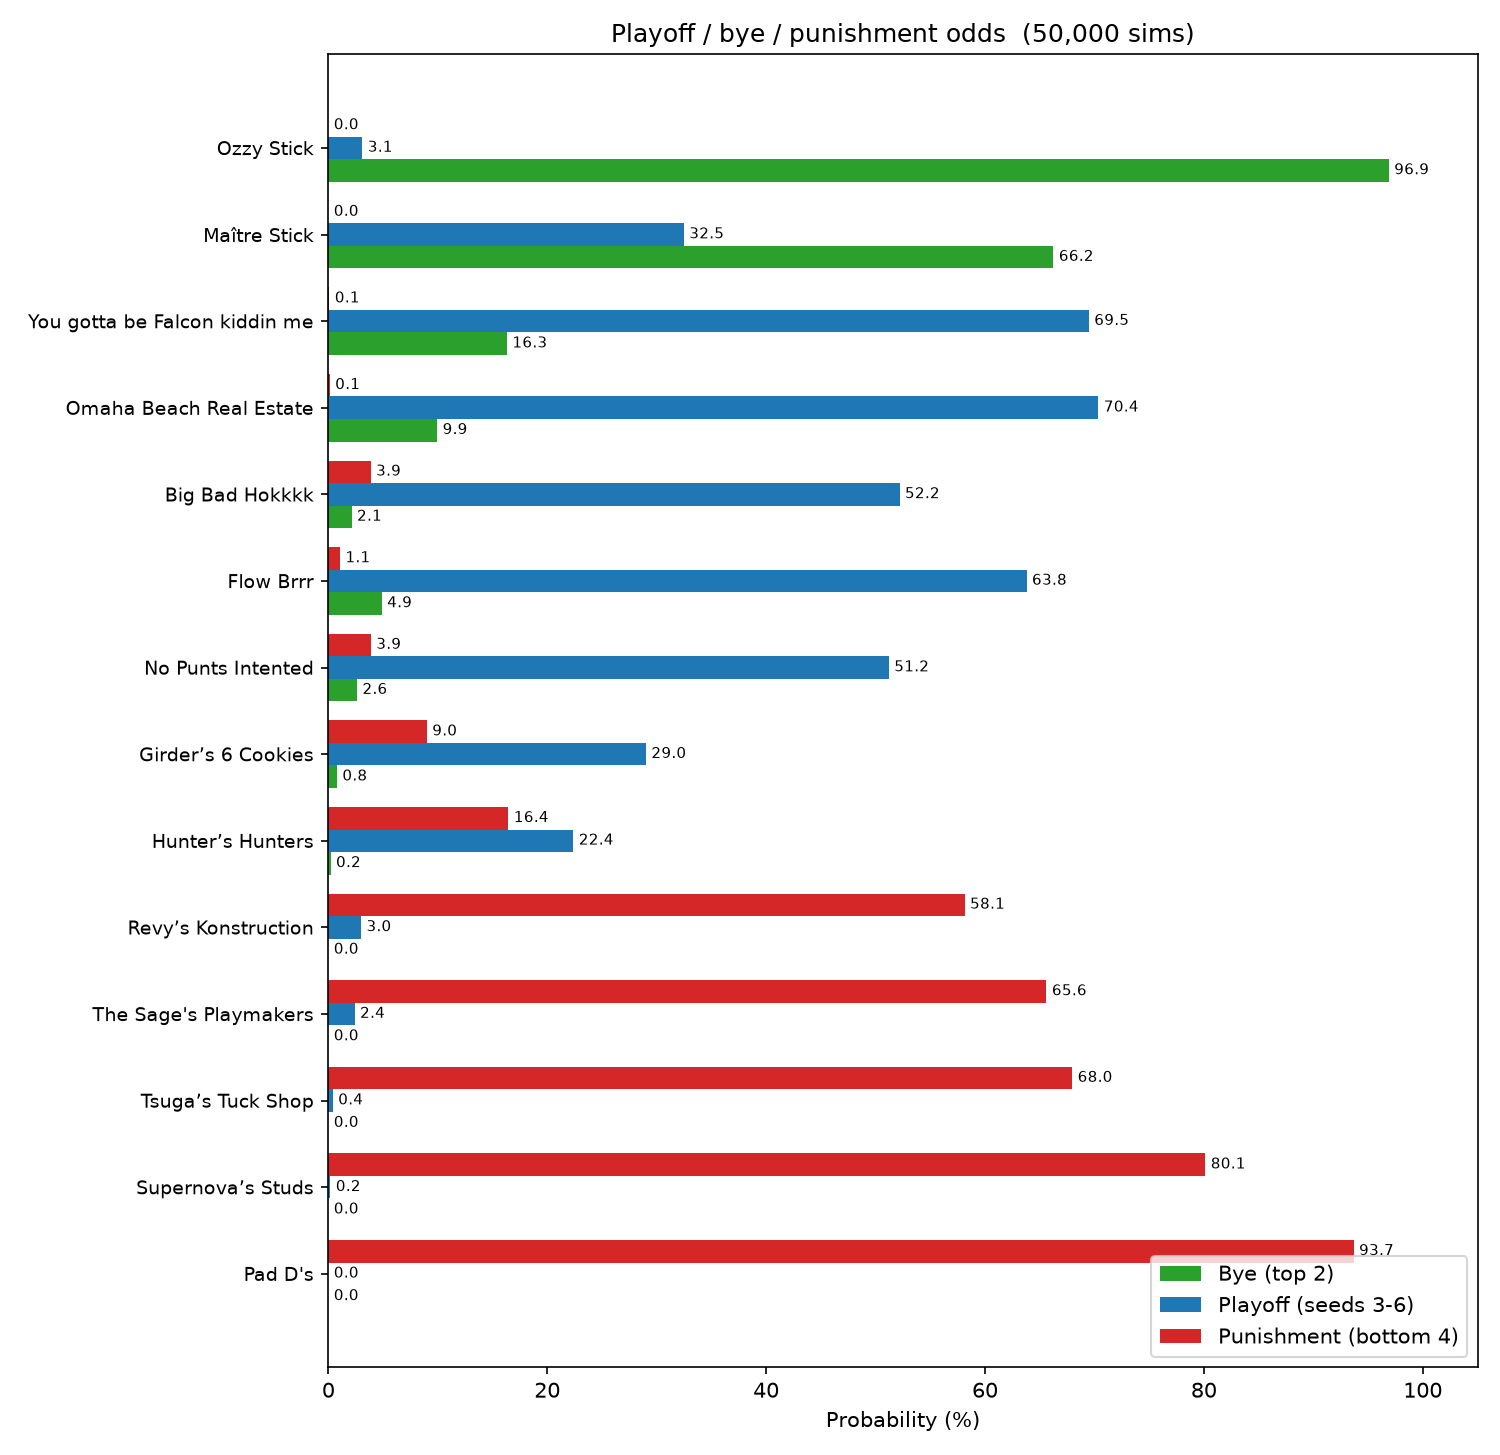 Playoff / bye / punishment odds  (50,000 sims)
Ozzy Stick
0.0
3.1
96.9
Maître Stick
0.0
32.5
66.2
You gotta be Falcon kiddin me
0.1
69.5
16.3
Omaha Beach Real Estate
0.1
70.4
9.9
Big Bad Hokkkk
3.9
52.2
2.1
Flow Brrr
1.1
63.8
4.9
No Punts Intented
3.9
51.2
2.6
Girder’s 6 Cookies
9.0
29.0
0.8
Hunter’s Hunters
16.4
22.4
0.2
Revy’s Konstruction
58.1
3.0
0.0
The Sage's Playmakers
65.6
2.4
0.0
Tsuga’s Tuck Shop
68.0
0.4
0.0
Supernova’s Studs
80.1
0.2
0.0
Pad D's
93.7
0.0
0.0
Bye (top 2)
Playoff (seeds 3-6)
Punishment (bottom 4)
0 20 40 60 80 100
Probability (%)